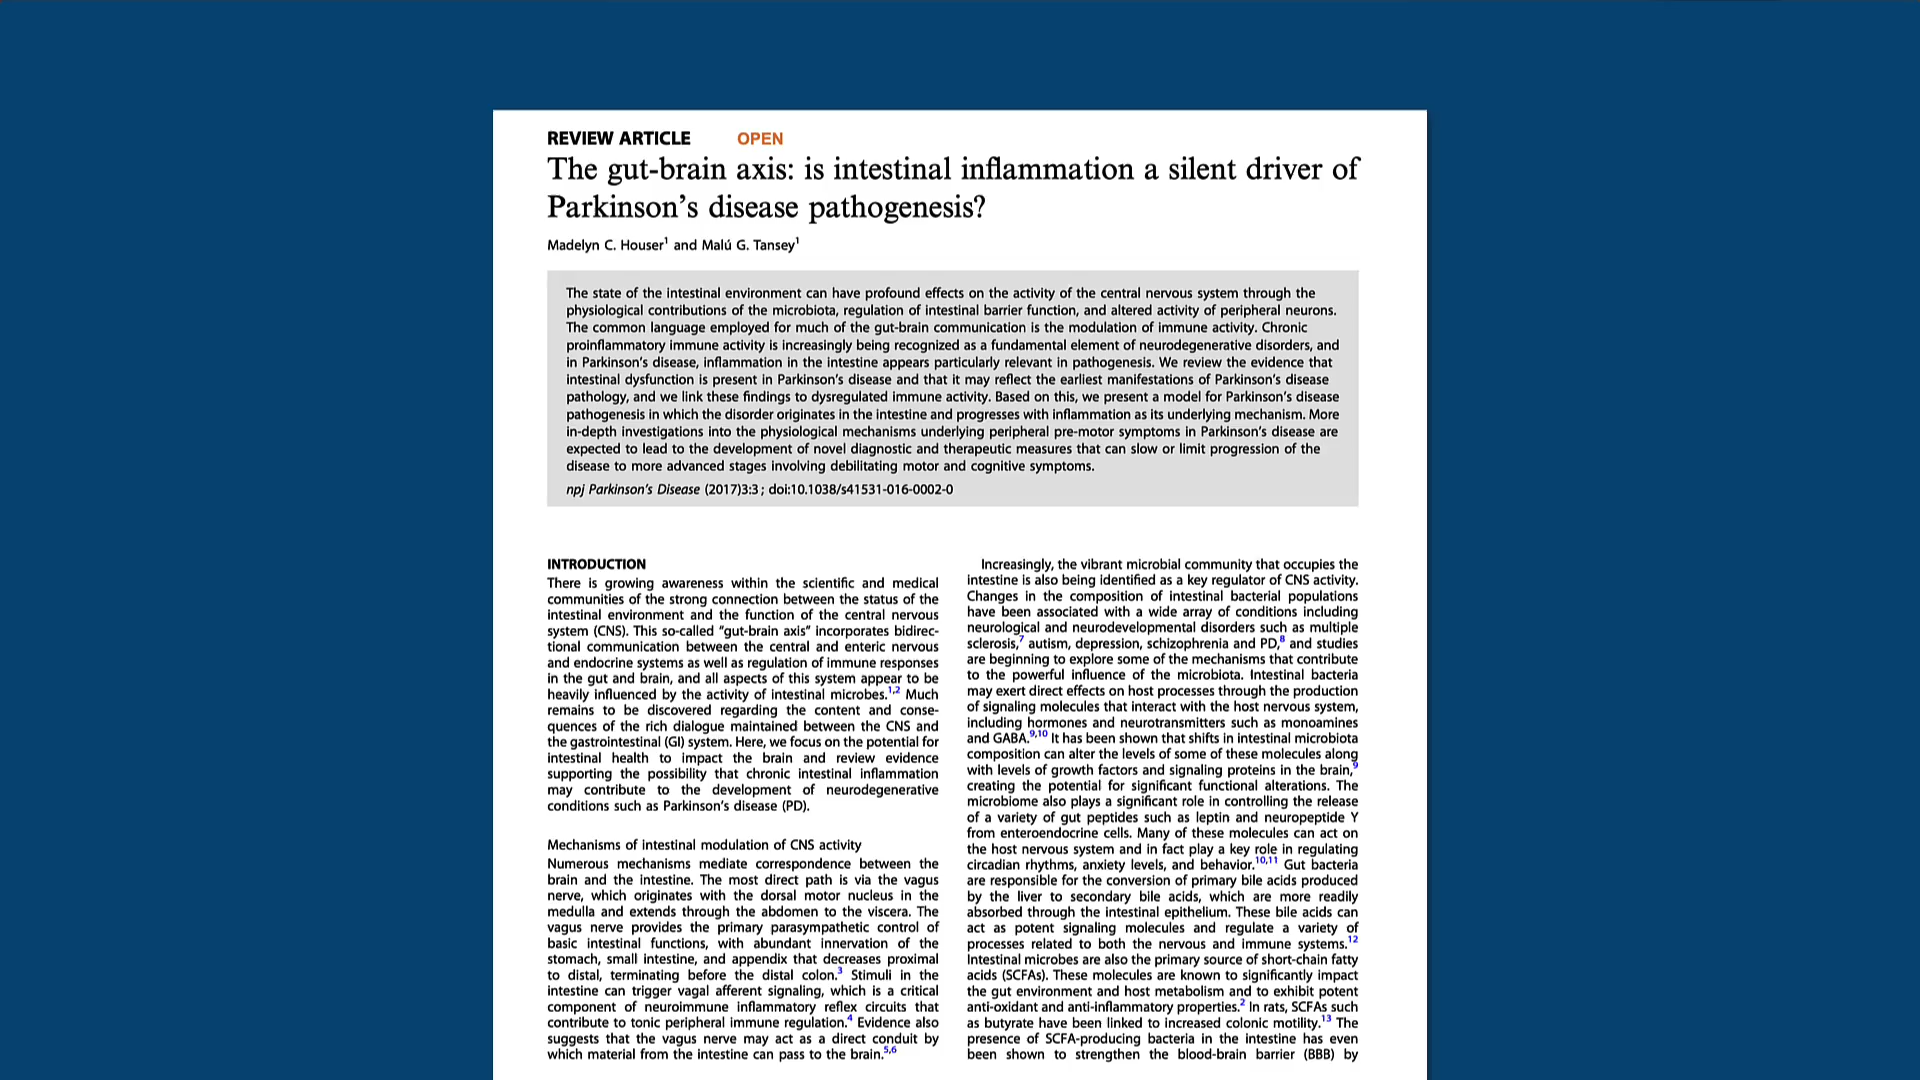 REVIEW ARTICLE OPEN
The gut-brain axis: is intestinal inflammation a silent driver of
Parkinson's disease pathogenesis?
Madelyn C. Houser1 and Malú G. Tansey1
The state of the intestinal environment can have profound effects on the activity of the central nervous system through the
physiological contributions of the microbiota, regulation of intestinal barrier function, and altered activity of peripheral neurons.
The common language employed for much of the gut-brain communication is the modulation of immune activity. Chronic
proinflammatory immune activity is increasingly being recognized as a fundamental element of neurodegenerative disorders, and
in Parkinson's disease, inflammation in the intestine appears particularly relevant in pathogenesis. We review the evidence that
intestinal dysfunction is present in Parkinson's disease and that it may reflect the earliest manifestations of Parkinson's disease
pathology, and we link these findings to dysregulated immune activity. Based on this, we present a model for Parkinson's disease
pathogenesis in which the disorder originates in the intestine and progresses with inflammation as its underlying mechanism. More
in-depth investigations into the physiological mechanisms underlying peripheral pre-motor symptoms in Parkinson's disease are
expected to lead to the development of novel diagnostic and therapeutic measures that can slow or limit progression of the
disease to more advanced stages involving debilitating motor and cognitive symptoms.
npj Parkinson's Disease (2017)3:3 ; doi:10.1038/s41531-016-0002-0
INTRODUCTION
There is growing awareness within the scientific and medical
communities of the strong connection between the status of the
intestinal environment and the function of the central nervous
system (CNS). This so-called "gut-brain axis" incorporates bidirec-
tional communication between the central and enteric nervous
and endocrine systems as well as regulation of immune responses
in the gut and brain, and all aspects of this system appear to be
heavily influenced by the activity of intestinal microbes.1,2 Much
remains to be discovered regarding the content and conse-
quences of the rich dialogue maintained between the CNS and
the gastrointestinal (GI) system. Here, we focus on the potential for
intestinal health to impact the brain and review evidence
supporting the possibility that chronic intestinal inflammation
may contribute to the development of neurodegenerative
conditions such as Parkinson's disease (PD).
Mechanisms of intestinal modulation of CNS activity
Numerous mechanisms mediate correspondence between the
brain and the intestine. The most direct path is via the vagus
nerve, which originates with the dorsal motor nucleus in the
medulla and extends through the abdomen to the viscera. The
vagus nerve provides the primary parasympathetic control of
basic intestinal functions, with abundant innervation of the
stomach, small intestine, and appendix that decreases proximal
to distal, terminating before the distal colon.3 Stimuli in the
intestine can trigger vagal afferent signaling, which is a critical
component of neuroimmune inflammatory reflex circuits that
contribute to tonic peripheral immune regulation.4 Evidence also
suggests that the vagus nerve may act as a direct conduit by
which material from the intestine can pass to the brain.5,6
Increasingly, the vibrant microbial community that occupies the
intestine is also being identified as a key regulator of CNS activity.
Changes in the composition of intestinal bacterial populations
have been associated with a wide array of conditions including
neurological and neurodevelopmental disorders such as multiple
sclerosis,7 autism, depression, schizophrenia and PD,8 and studies
are beginning to explore some of the mechanisms that contribute
to the powerful influence of the microbiota. Intestinal bacteria
may exert direct effects on host processes through the production
of signaling molecules that interact with the host nervous system,
including hormones and neurotransmitters such as monoamines
and GABA.9,10 It has been shown that shifts in intestinal microbiota
composition can alter the levels of some of these molecules along
with levels of growth factors and signaling proteins in the brain,9
creating the potential for significant functional alterations. The
microbiome also plays a significant role in controlling the release
of a variety of gut peptides such as leptin and neuropeptide Y
from enteroendocrine cells. Many of these molecules can act on
the host nervous system and in fact play a key role in regulating
circadian rhythms, anxiety levels, and behavior.10,11 Gut bacteria
are responsible for the conversion of primary bile acids produced
by the liver to secondary bile acids, which are more readily
absorbed through the intestinal epithelium. These bile acids can
act as potent signaling molecules and regulate a variety of
processes related to both the nervous and immune systems.12
Intestinal microbes are also the primary source of short-chain fatty
acids (SCFAs). These molecules are known to significantly impact
the gut environment and host metabolism and to exhibit potent
anti-oxidant and anti-inflammatory properties.2 In rats, SCFAs such
as butyrate have been linked to increased colonic motility.13 The
presence of SCFA-producing bacteria in the intestine has even
been shown to strengthen the blood-brain barrier (BBB) by